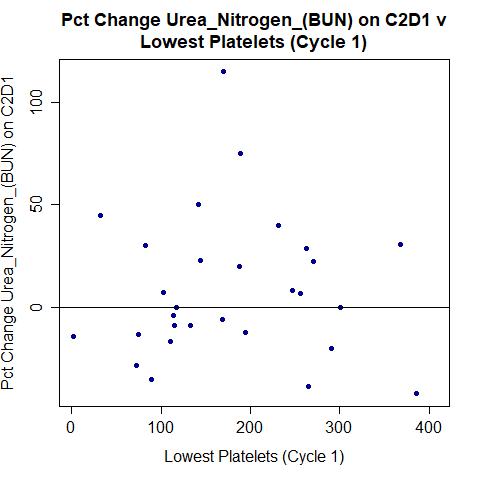 Pct Change Urea_Nitrogen_(BUN) on C2D1 v
Lowest Platelets (Cycle 1)
Pct Change Urea_Nitrogen_(BUN) on C2D1
100
50
0
0
100
200
300
400
Lowest Platelets (Cycle 1)